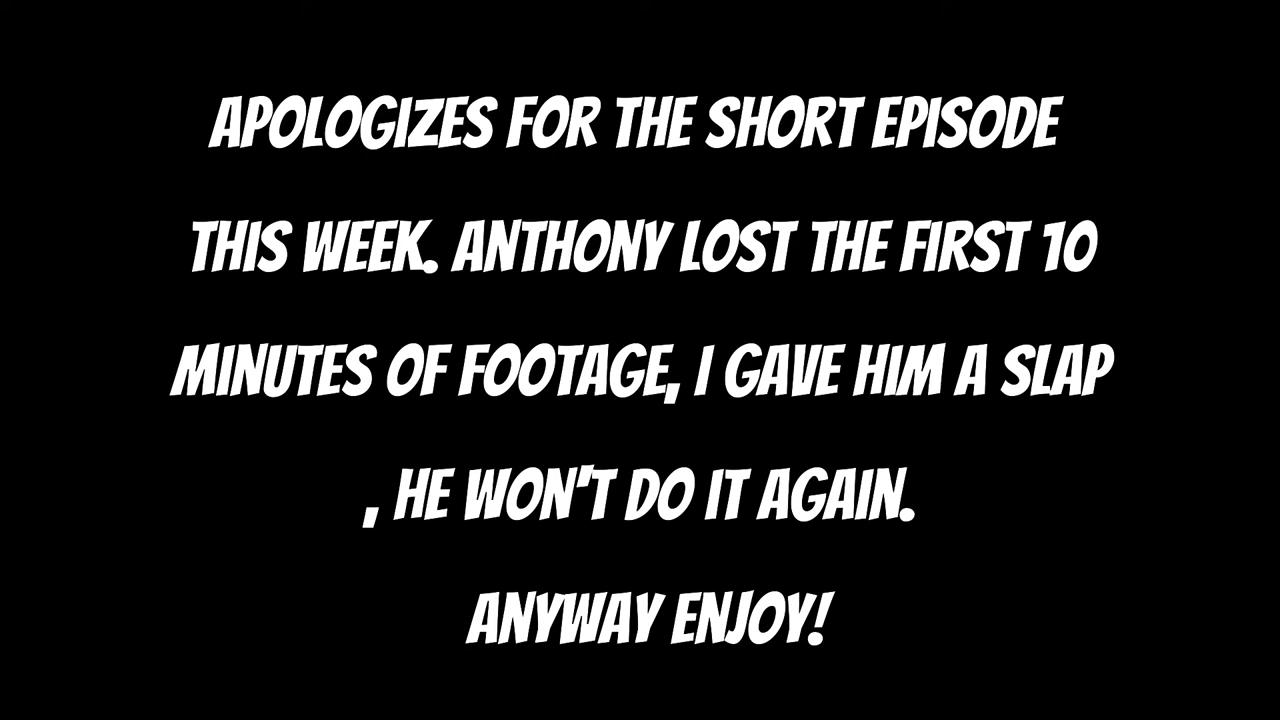 APOLOGIZES FOR THE SHORT EPISODE
THIS WEEK. ANTHONY LOST THE FIRST 10
MINUTES OF FOOTAGE, I GAVE HIM A SLAP
, HE WON'T DO IT AGAIN.
ANYWAY ENJOY!